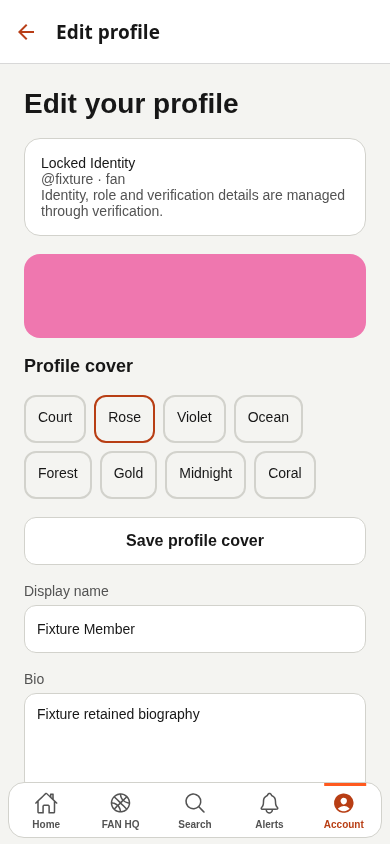 Edit profile
Edit your profile
Locked Identity
@fixture · fan
Identity, role and verification details are managed
through verification.
Profile cover
Court
Rose
Violet
Ocean
Forest
Gold
Midnight
Coral
Save profile cover
Display name
Fixture Member
Bio
Fixture retained biography
Home
FAN HQ
Search
Alerts
Account